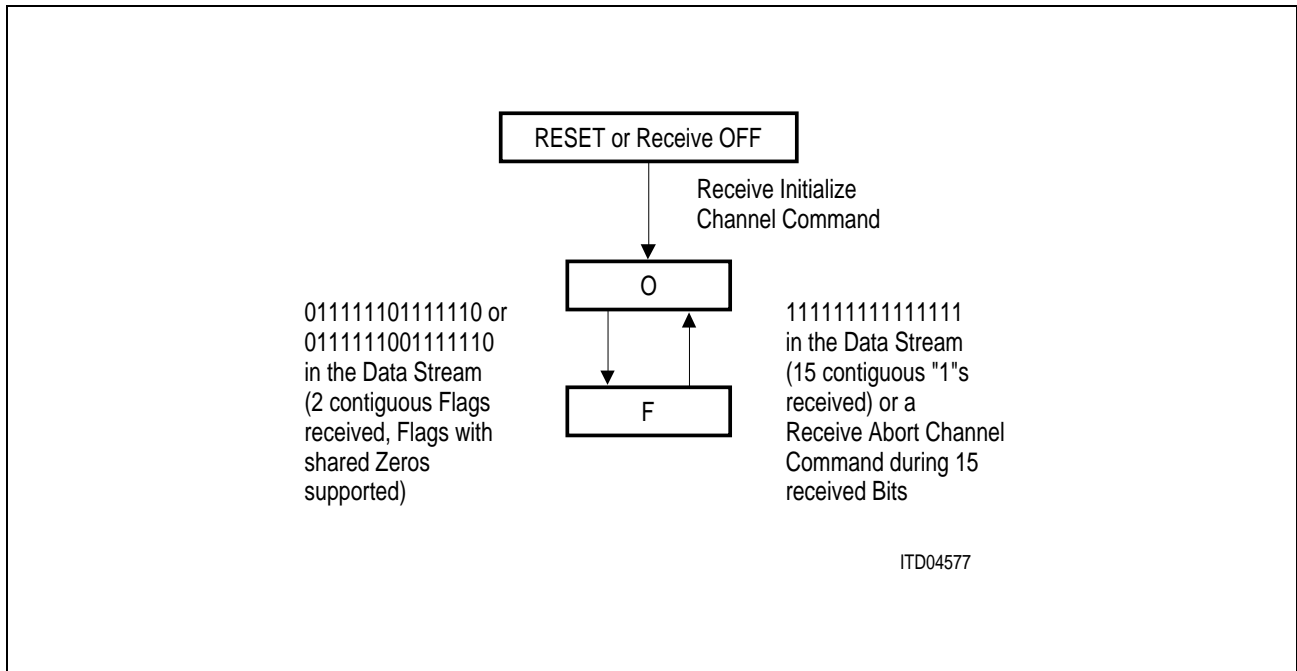 RESET or Receive OFF
Receive Initialize
Channel Command
O
011111101111110 or
0111111001111110
in the Data Stream
(2 contiguous Flags
received, Flags with
shared Zeros
supported)
F
111111111111111
in the Data Stream
(15 contiguous "1"s
received) or a
Receive Abort Channel
Command during 15
received Bits
ITD04577